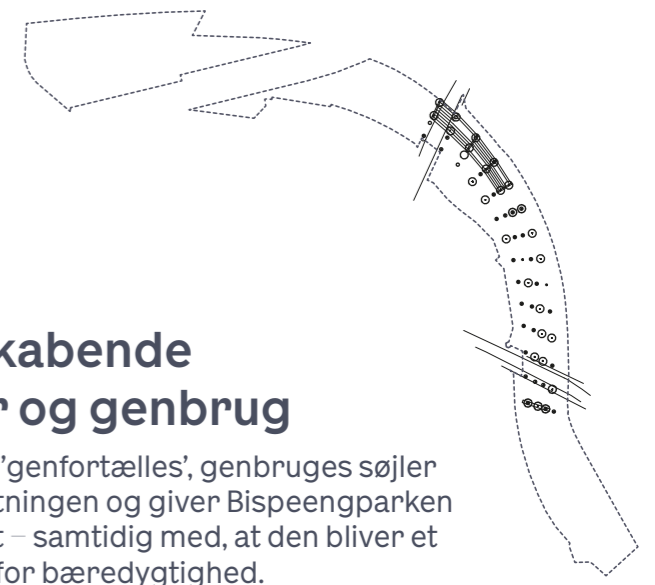 kabende
r og genbrug
'genfortælles', genbruges søjler
tningen og giver Bispeengparken
t – samtidig med, at den bliver et
for bæredygtighed.